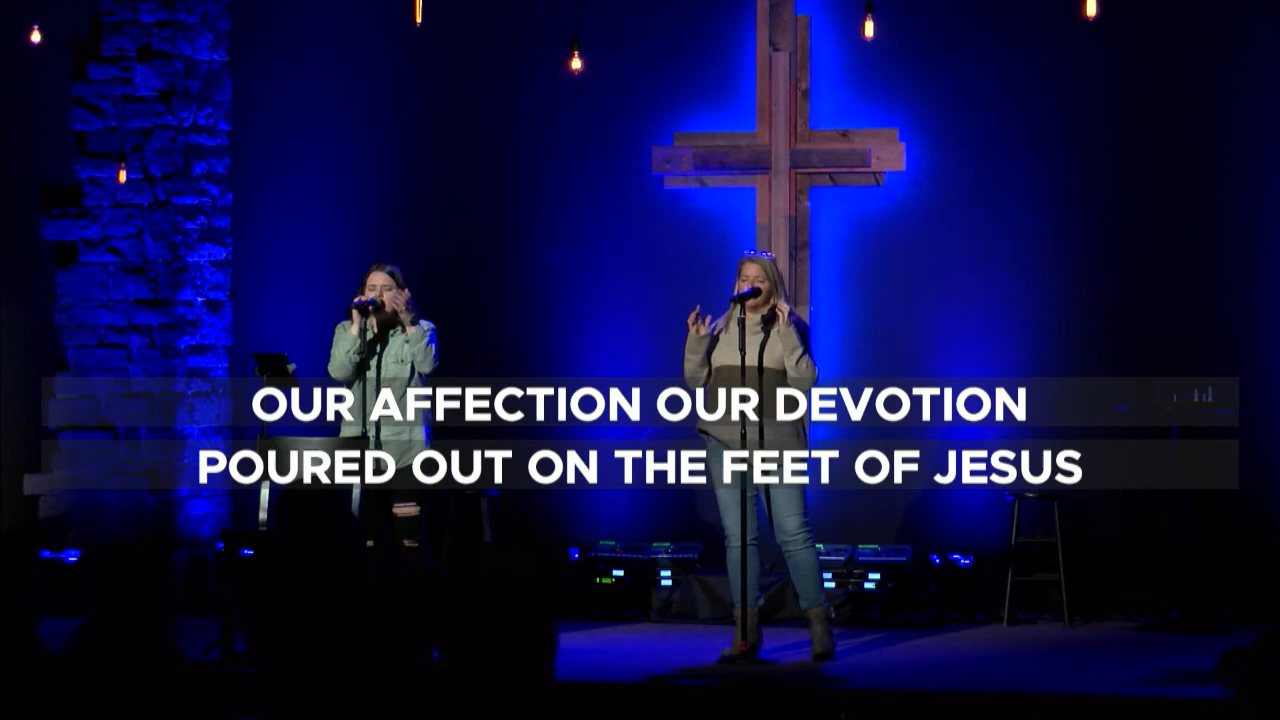 OUR AFFECTION OUR DEVOTION
POURED OUT ON THE FEET OF JESUS